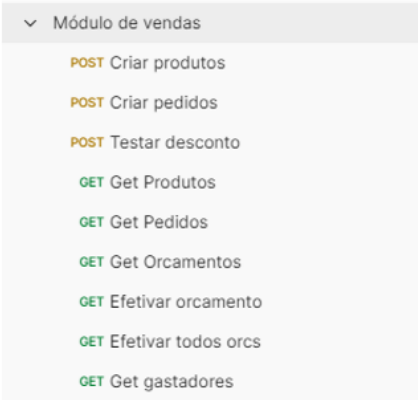 Módulo de vendas
POST Criar produtos
POST Criar pedidos
POST Testar desconto
GET Get Produtos
GET Get Pedidos
GET Get Orcamentos
GET Efetivar orcamento
GET Efetivar todos orcs
GET Get gastadores